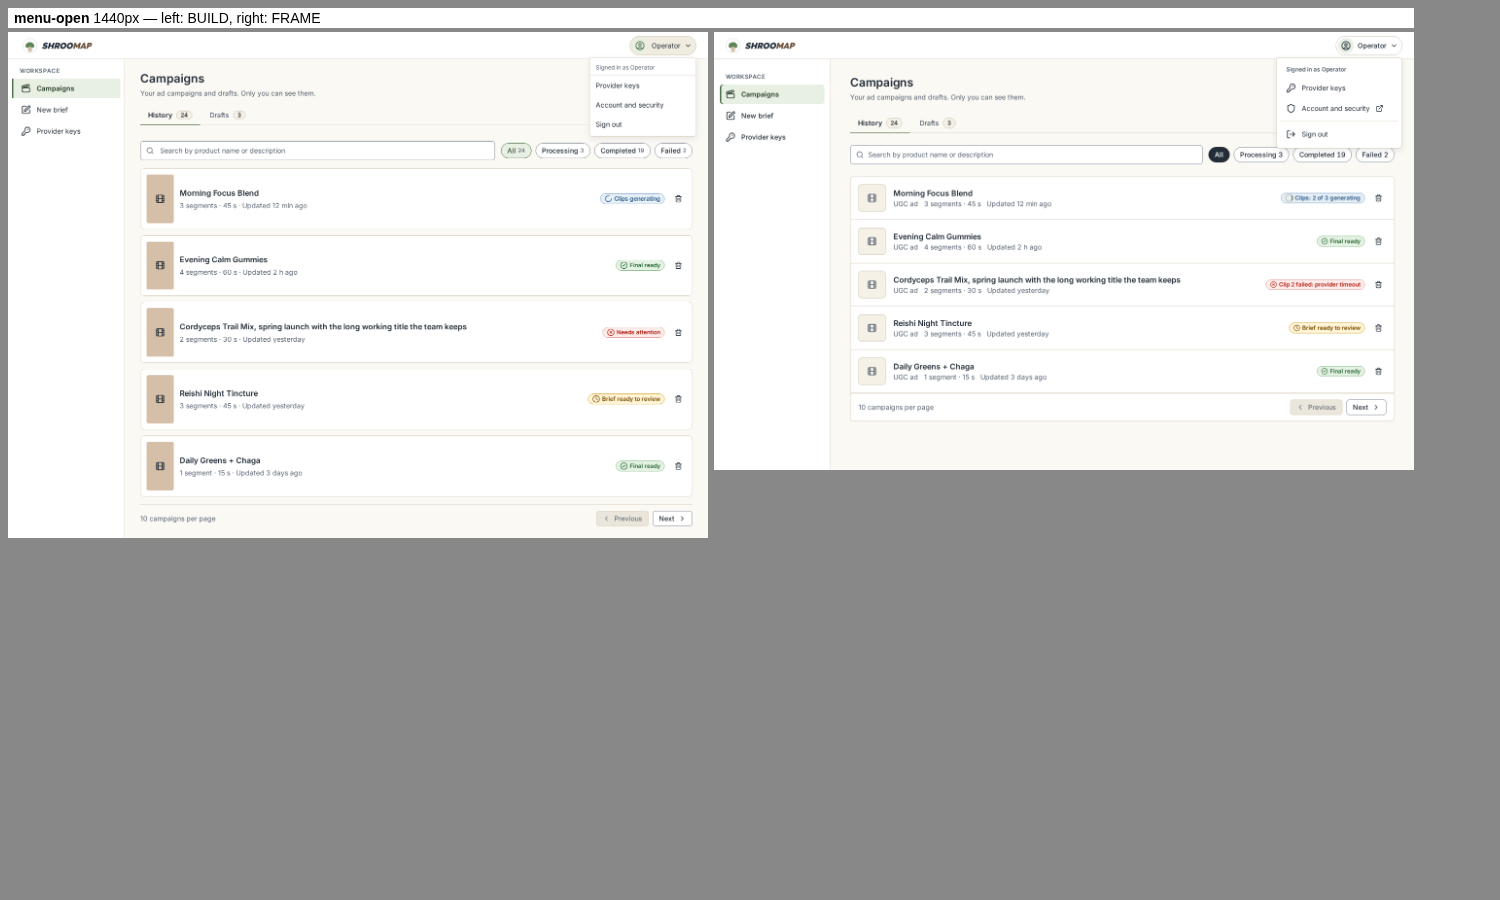 menu-open 1440px — left: BUILD, right: FRAME
SHROOMAP
Operator
Signed in as Operator
Provider keys
Account and security
Sign out
WORKSPACE
Campaigns
New brief
Provider keys
Campaigns
Your ad campaigns and drafts. Only you can see them.
History 24 Drafts 3
Search by product name or description
All 24 Processing 3 Completed 19 Failed 2
Morning Focus Blend
3 segments · 45 s · Updated 12 min ago
Clips generating
Evening Calm Gummies
4 segments · 60 s · Updated 2 h ago
Final ready
Cordyceps Trail Mix, spring launch with the long working title the team keeps
2 segments · 30 s · Updated yesterday
Needs attention
Reishi Night Tincture
3 segments · 45 s · Updated yesterday
Brief ready to review
Daily Greens + Chaga
1 segment · 15 s · Updated 3 days ago
Final ready
10 campaigns per page
Previous Next
SHROOMAP
Operator
Signed in as Operator
Provider keys
Account and security
Sign out
WORKSPACE
Campaigns
New brief
Provider keys
Campaigns
Your ad campaigns and drafts. Only you can see them.
History 24 Drafts 3
Search by product name or description
All Processing 3 Completed 19 Failed 2
Morning Focus Blend
UGC ad 3 segments · 45 s Updated 12 min ago
Clips: 2 of 3 generating
Evening Calm Gummies
UGC ad 4 segments · 60 s Updated 2 h ago
Final ready
Cordyceps Trail Mix, spring launch with the long working title the team keeps
UGC ad 2 segments · 30 s Updated yesterday
Clip 2 failed: provider timeout
Reishi Night Tincture
UGC ad 3 segments · 45 s Updated yesterday
Brief ready to review
Daily Greens + Chaga
UGC ad 1 segment · 15 s Updated 3 days ago
Final ready
10 campaigns per page
Previous Next